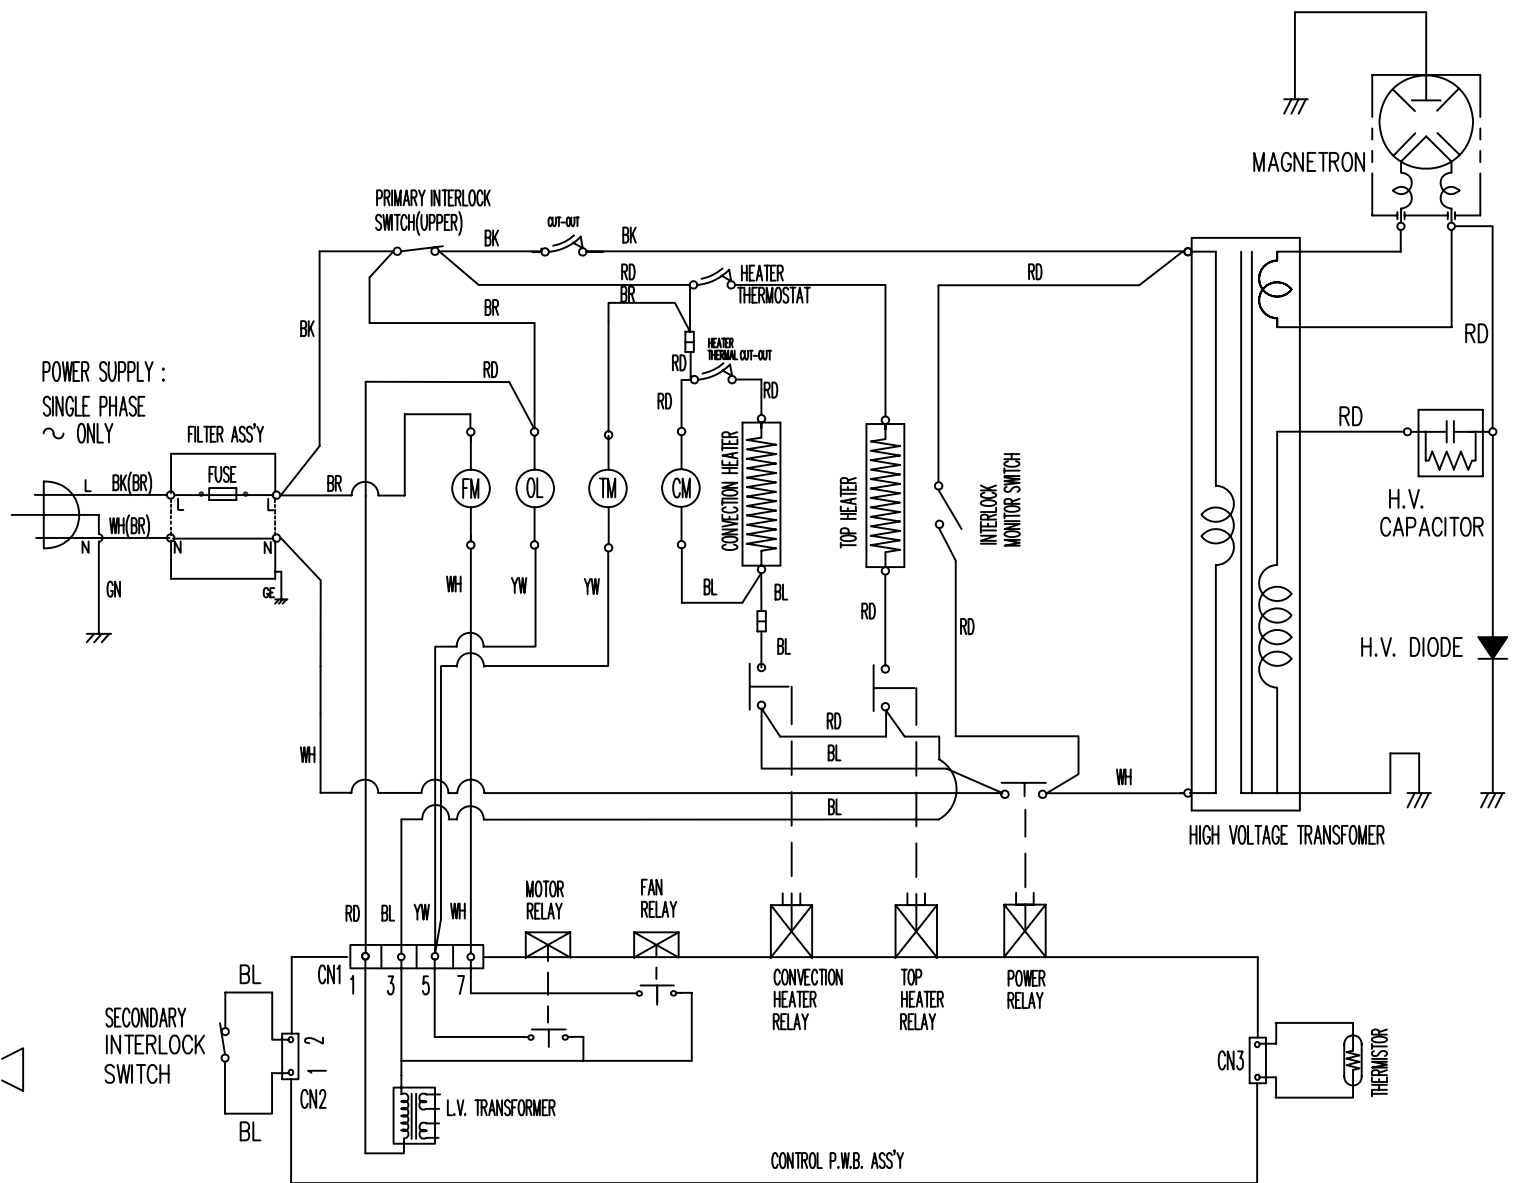 MAGNETRON
PRIMARY INTERLOCK
SWITCH(UPPER)
CUT-OUT
BK
BK
RD
BR
HEATER
THERMOSTAT
RD
BR
BK
HEATER
THERMAL CUT-OUT
RD
RD
RD
RD
RD
POWER SUPPLY :
SINGLE PHASE
~ ONLY
FILTER ASS'Y
FUSE
L
BK(BR)
L
L
BR
WH(BR)
N
N
N
GN
GE
FM
OL
TM
CM
CONVECTION HEATER
TOP HEATER
INTERLOCK
MONITOR SWITCH
RD
H.V.
CAPACITOR
WH
YW
YW
BL
BL
RD
RD
BL
H.V. DIODE
RD
BL
WH
WH
BL
HIGH VOLTAGE TRANSFOMER
RD
BL
YW
WH
MOTOR
RELAY
FAN
RELAY
CN1
1
3
5
7
CONVECTION
HEATER
RELAY
TOP
HEATER
RELAY
POWER
RELAY
BL
SECONDARY
INTERLOCK
SWITCH
2
1
CN2
BL
CN3
THERMISTOR
L.V. TRANSFORMER
CONTROL P.W.B. ASS'Y